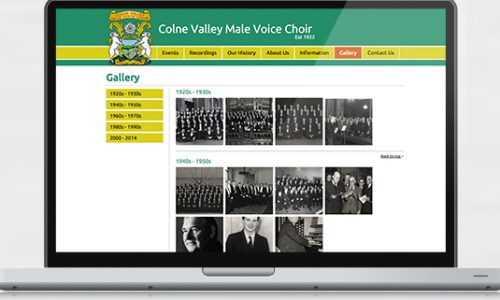 Colne Valley Male Voice Choir
Est 1922
Events Recordings Our History About Us Information Gallery Contact Us
Gallery
1920s - 1930s
1940s - 1950s
1960s - 1970s
1980s - 1990s
2000 - 2014
1920s - 1930s
Back to top
1940s - 1950s